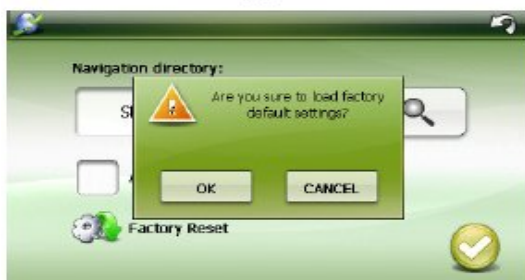 Navigation directory:
Are you sure to load factory
default settings?
OK
CANCEL
Factory Reset